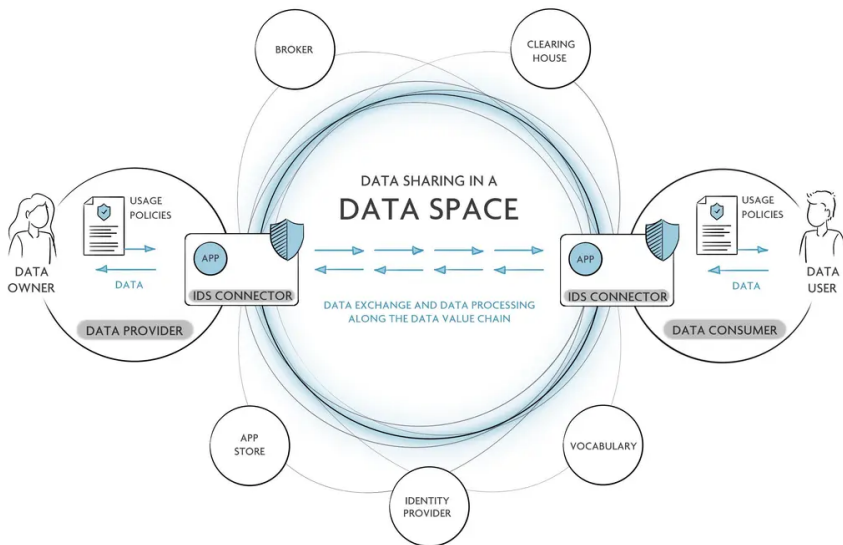 BROKER
CLEARING
HOUSE
DATA SHARING IN A
DATA SPACE
USAGE
POLICIES
DATA
OWNER
DATA
DATA PROVIDER
APP
IDS CONNECTOR
DATA EXCHANGE AND DATA PROCESSING
ALONG THE DATA VALUE CHAIN
APP
IDS CONNECTOR
USAGE
POLICIES
DATA
DATA
USER
DATA CONSUMER
APP
STORE
IDENTITY
PROVIDER
VOCABULARY